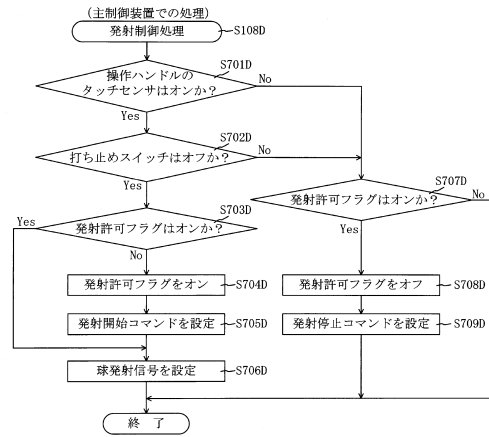 (主制御装置での処理)
発射制御処理 S108D
操作ハンドルの
タッチセンサはオンか? S701D
No
Yes
打ち止めスイッチはオフか? S702D
No
Yes
発射許可フラグはオンか? S703D
Yes
No
発射許可フラグをオン S704D
発射開始コマンドを設定 S705D
球発射信号を設定 S706D
発射許可フラグはオンか? S707D
No
Yes
発射許可フラグをオフ S708D
発射停止コマンドを設定 S709D
終了